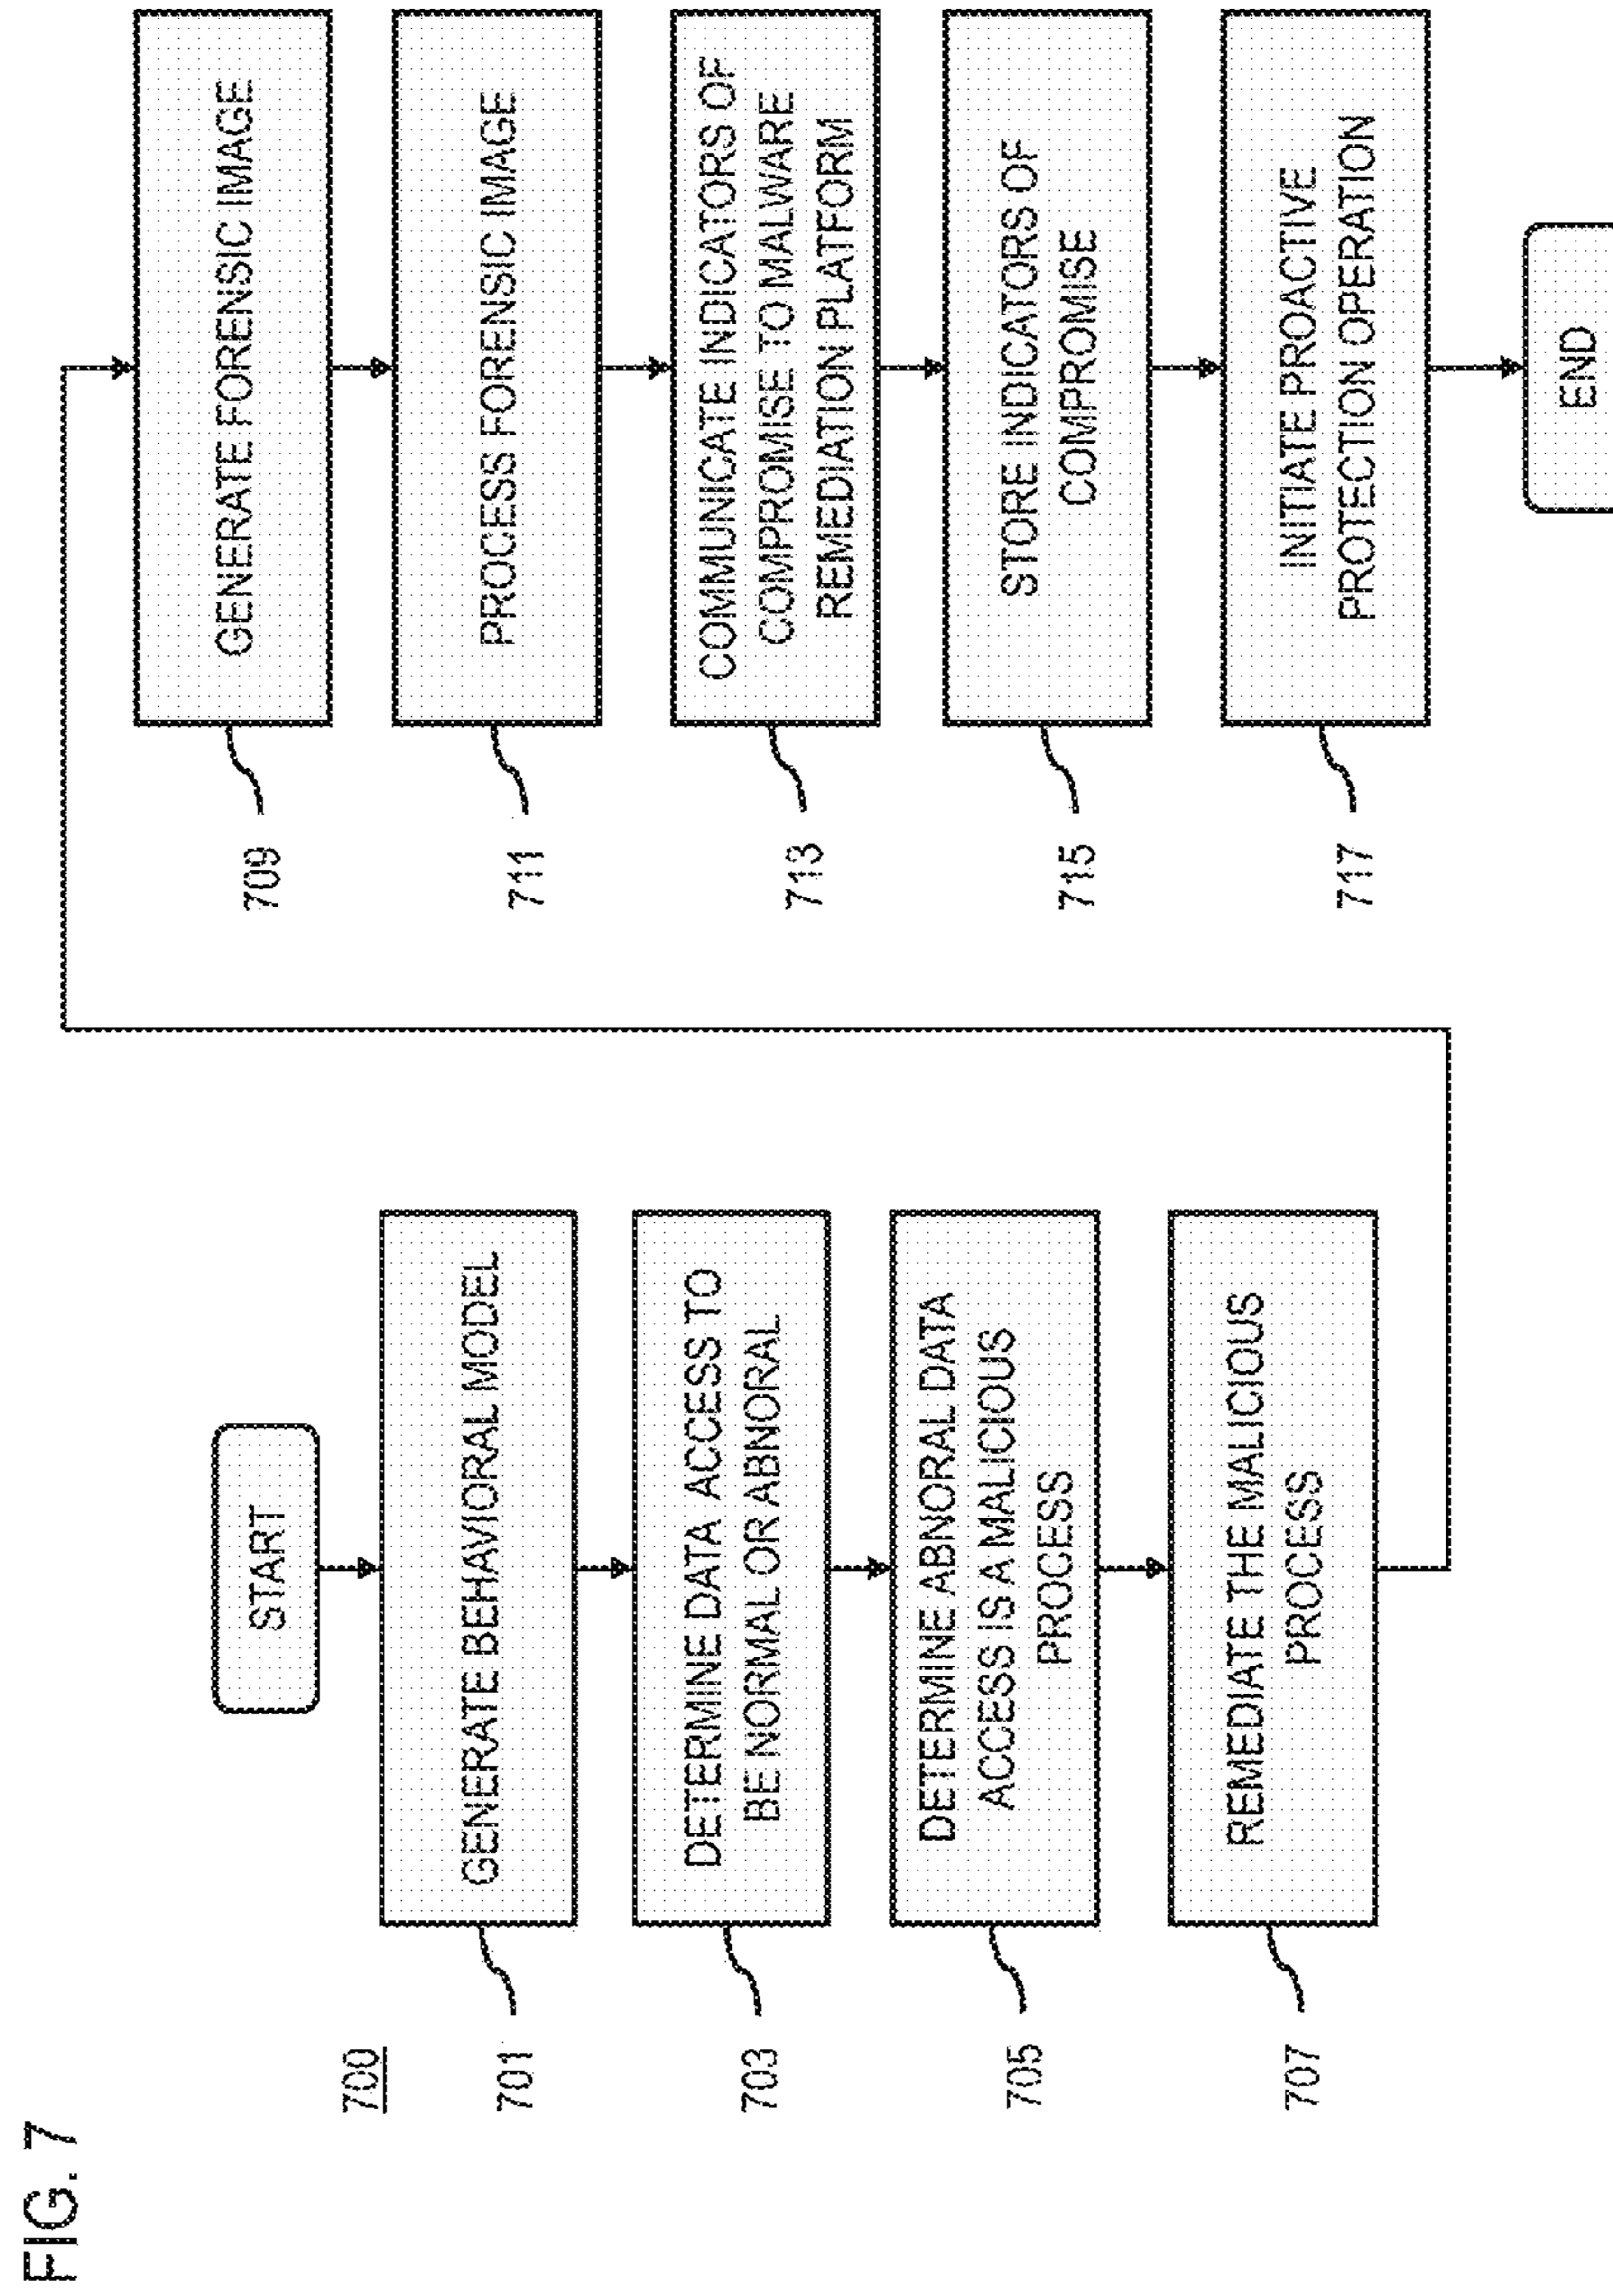 FIG. 7
700
START
701
GENERATE BEHAVIORAL MODEL
703
DETERMINE DATA ACCESS TO
BE NORMAL OR ABNORAL
705
DETERMINE ABNORAL DATA
ACCESS IS A MALICIOUS
PROCESS
707
REMEDIATE THE MALICIOUS
PROCESS
709
GENERATE FORENSIC IMAGE
711
PROCESS FORENSIC IMAGE
713
COMMUNICATE INDICATORS OF
COMPROMISE TO MALWARE
REMEDIATION PLATFORM
715
STORE INDICATORS OF
COMPROMISE
717
INITIATE PROACTIVE
PROTECTION OPERATION
END